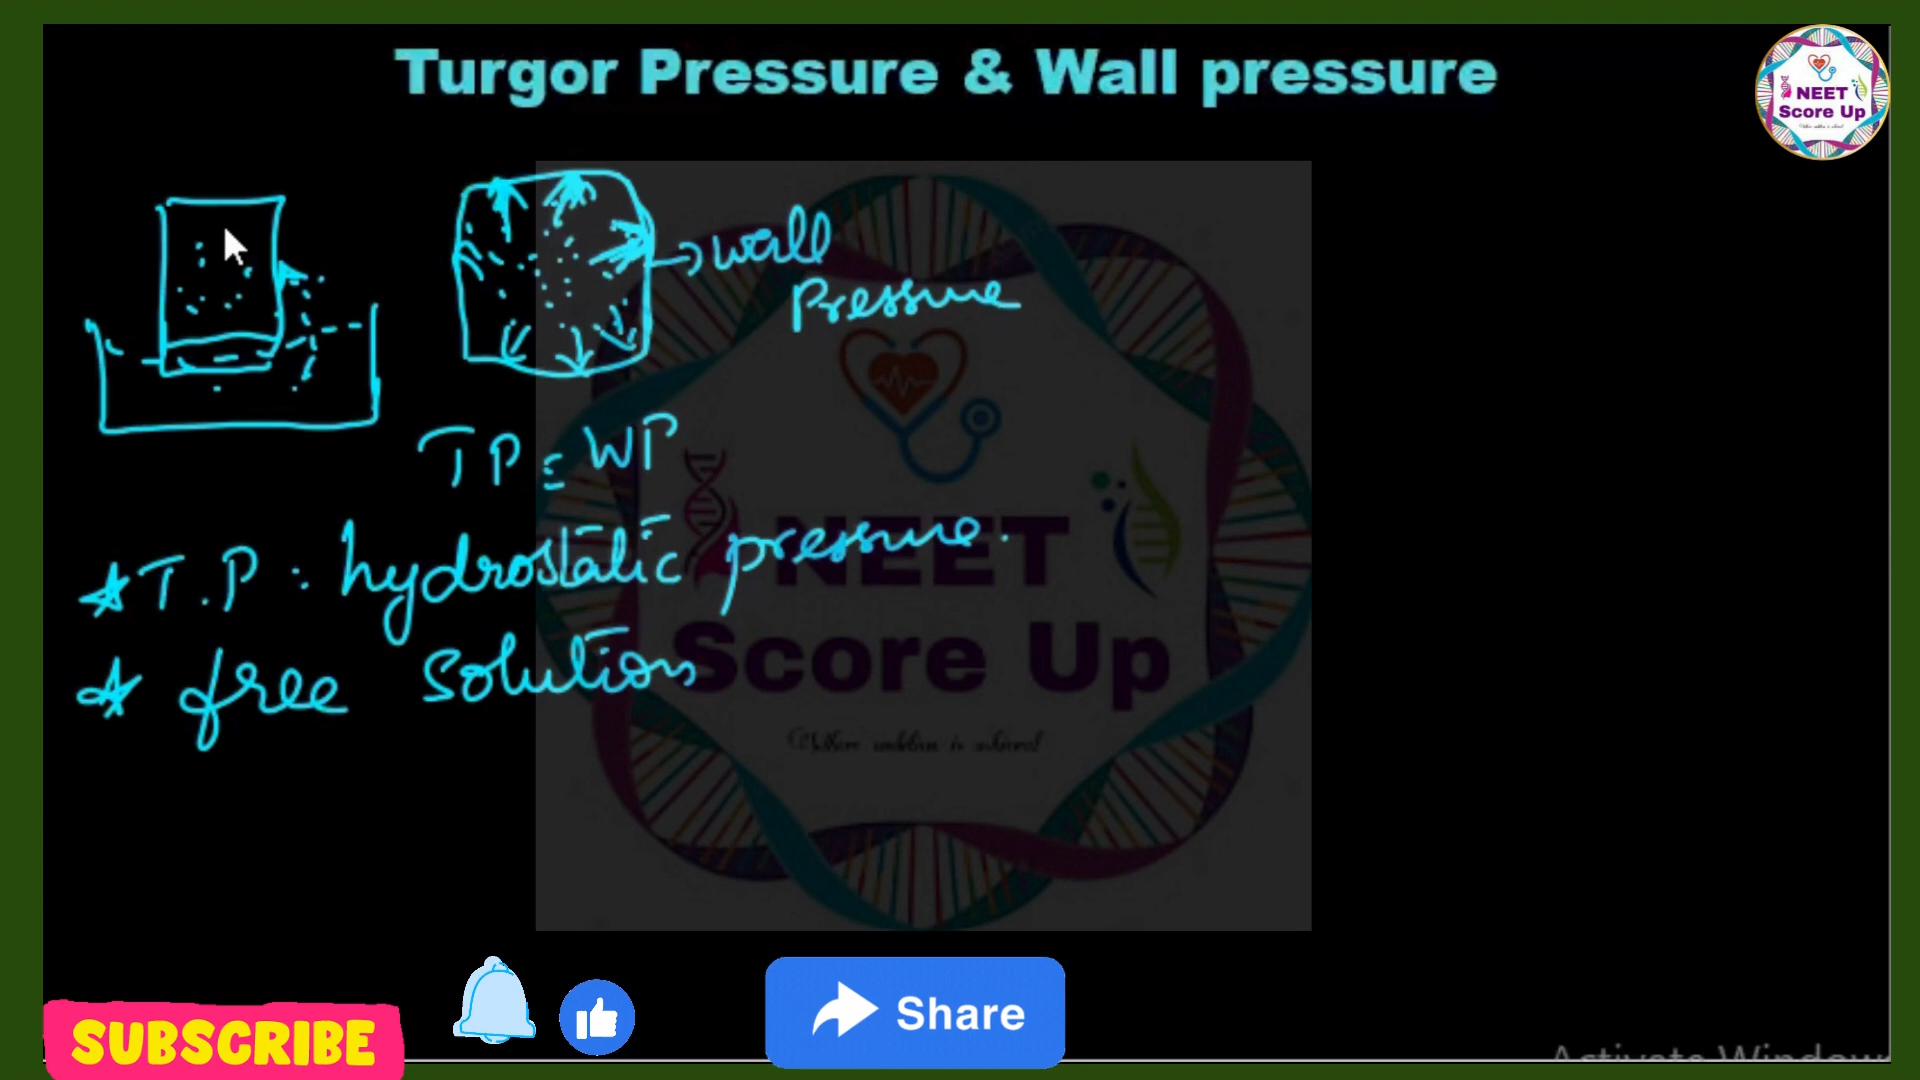 Turgor Pressure & Wall pressure
NEET
Score Up
wall
Pressure
TP = WP
T.P : hydrostatic pressure.
free solution
NEET
Score Up
SUBSCRIBE
Share